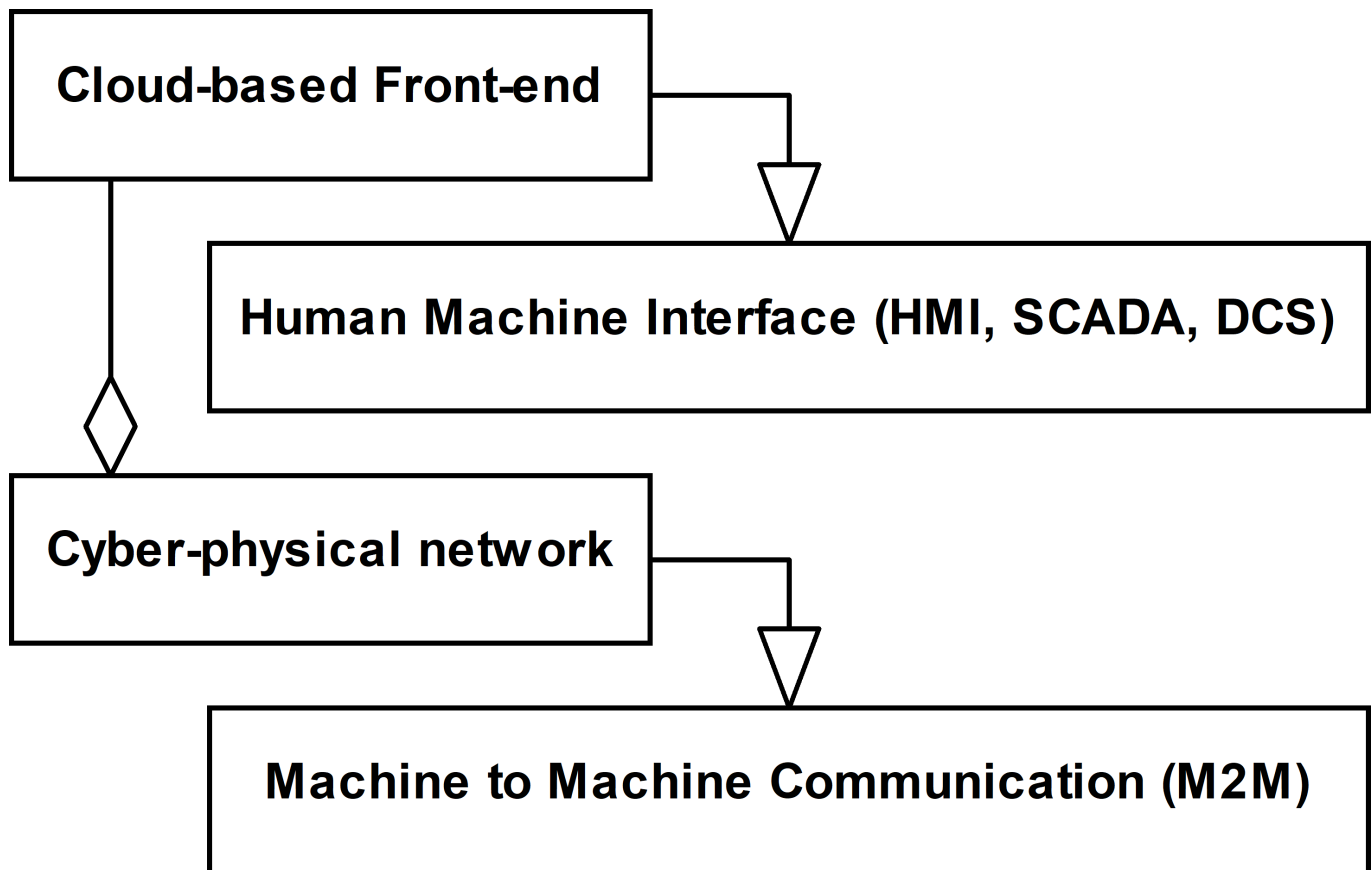 Cloud-based Front-end
Human Machine Interface (HMI, SCADA, DCS)
Cyber-physical network
Machine to Machine Communication (M2M)